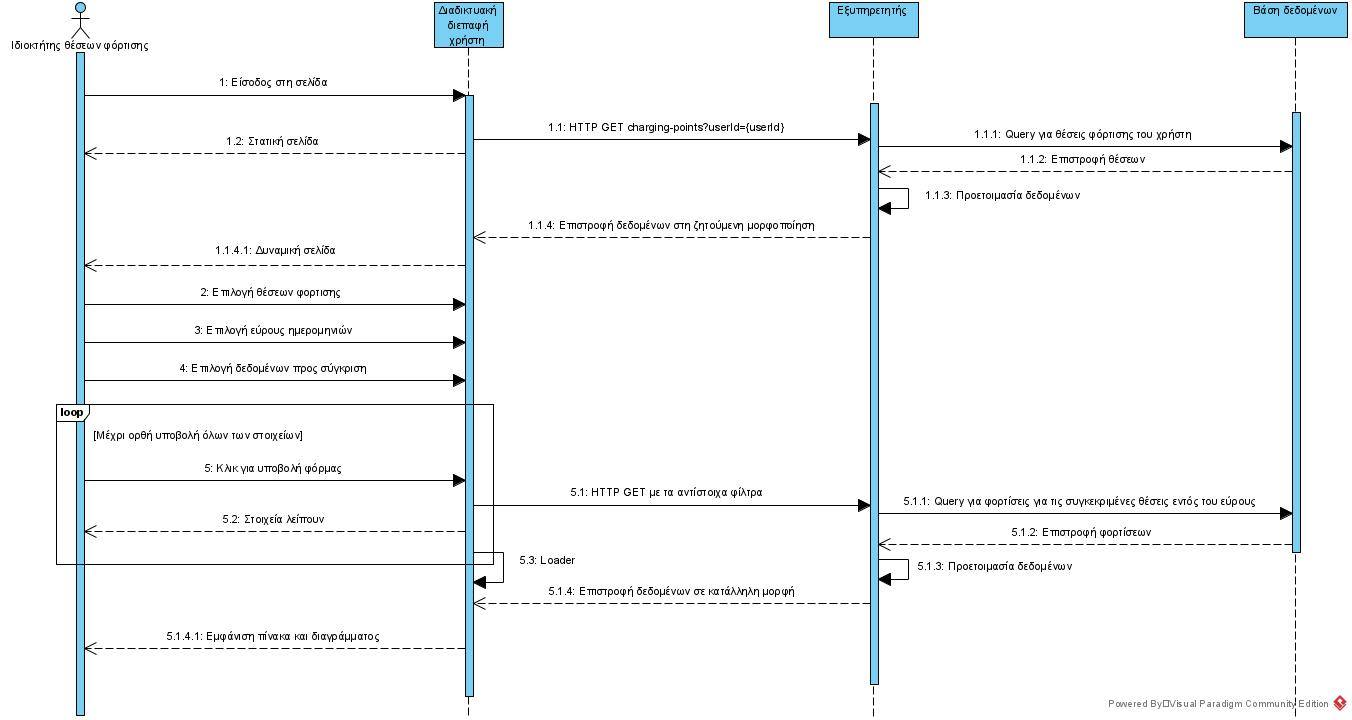 Ιδιοκτήτης θέσεων φόρτισης
Διαδικτυακή
διεπαφή
χρήστη
Εξυπηρετητής
Βάση δεδομένων
1: Είσοδος στη σελίδα
1.1: HTTP GET charging-points?userId={userId}
1.1.1: Query για θέσεις φόρτισης του χρήστη
1.2: Στατική σελίδα
1.1.2: Επιστροφή θέσεων
1.1.3: Προετοιμασία δεδομένων
1.1.4: Επιστροφή δεδομένων στη ζητούμενη μορφοποίηση
1.1.4.1: Δυναμική σελίδα
2: Επιλογή θέσεων φορτισης
3: Επιλογή εύρους ημερομηνιών
4: Επιλογή δεδομένων προς σύγκριση
loop
[Μέχρι ορθή υποβολή όλων των στοιχείων]
5: Κλικ για υποβολή φόρμας
5.1: HTTP GET με τα αντίστοιχα φίλτρα
5.1.1: Query για φορτίσεις για τις συγκεκριμένες θέσεις εντός του εύρους
5.2: Στοιχεία λείπουν
5.1.2: Επιστροφή φορτίσεων
5.3: Loader
5.1.3: Προετοιμασία δεδομένων
5.1.4: Επιστροφή δεδομένων σε κατάλληλη μορφή
5.1.4.1: Εμφάνιση πίνακα και διαγράμματος
Powered By Visual Paradigm Community Edition